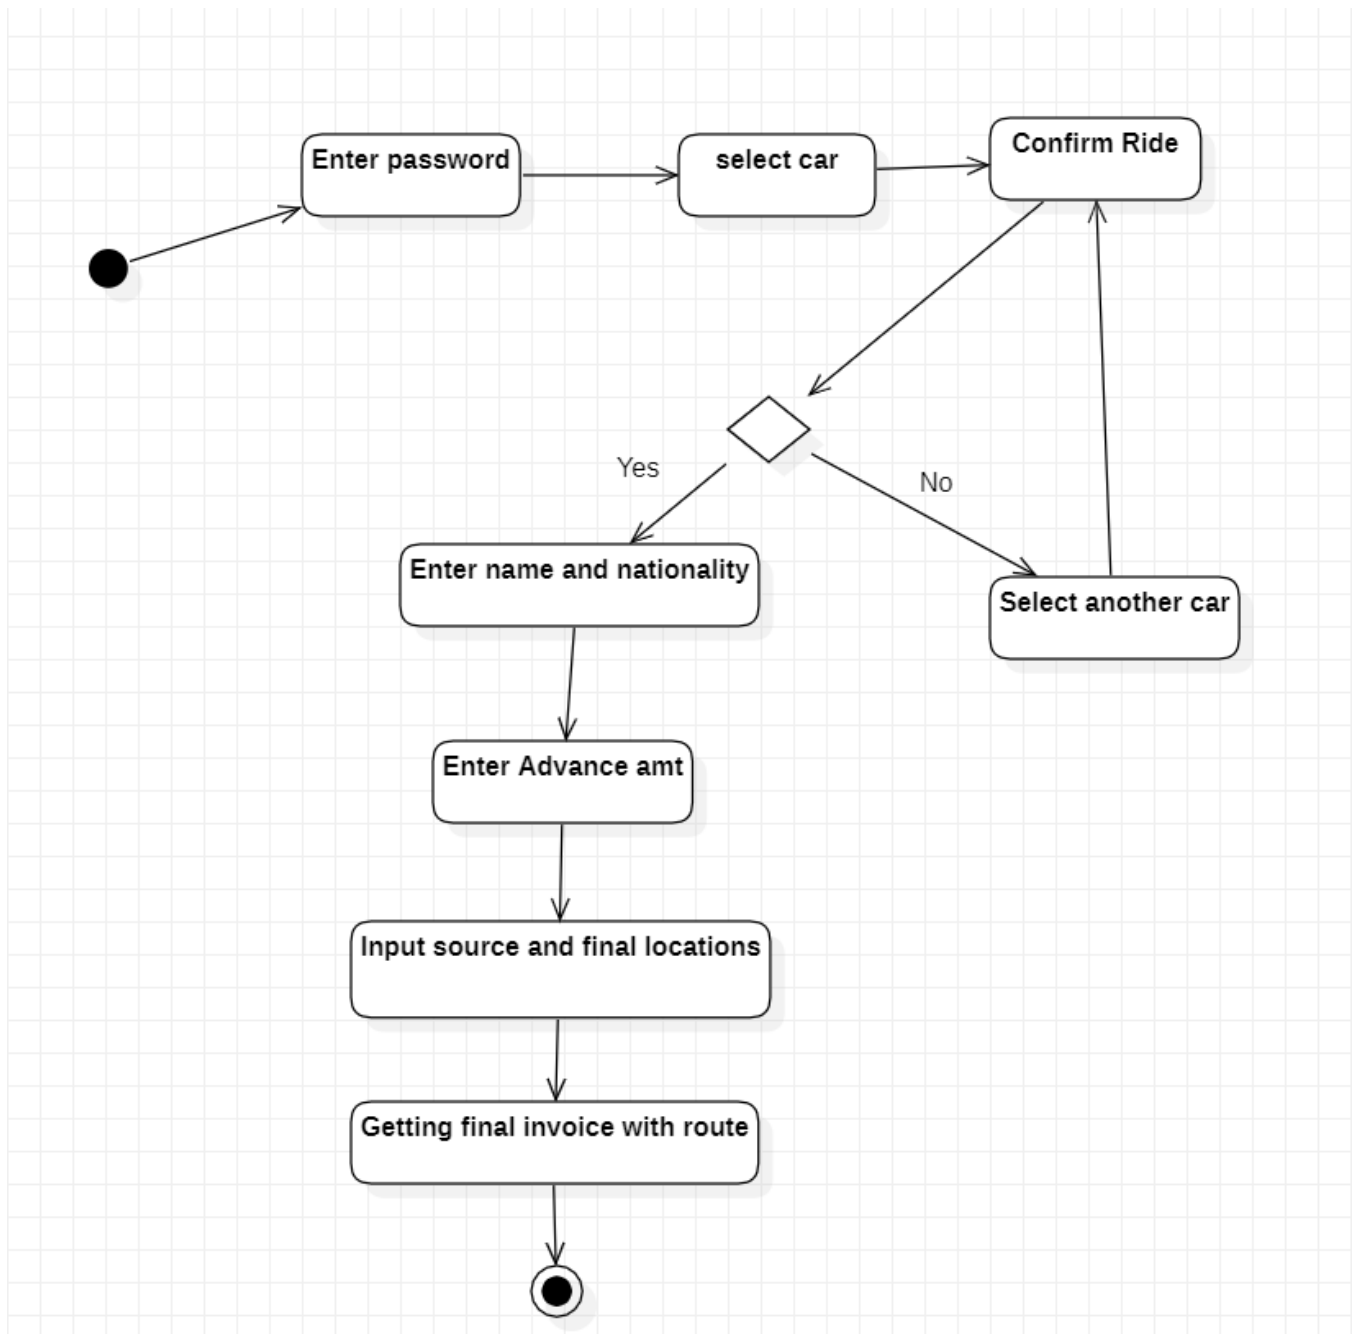 Enter password
select car
Confirm Ride
Yes
No
Enter name and nationality
Select another car
Enter Advance amt
Input source and final locations
Getting final invoice with route